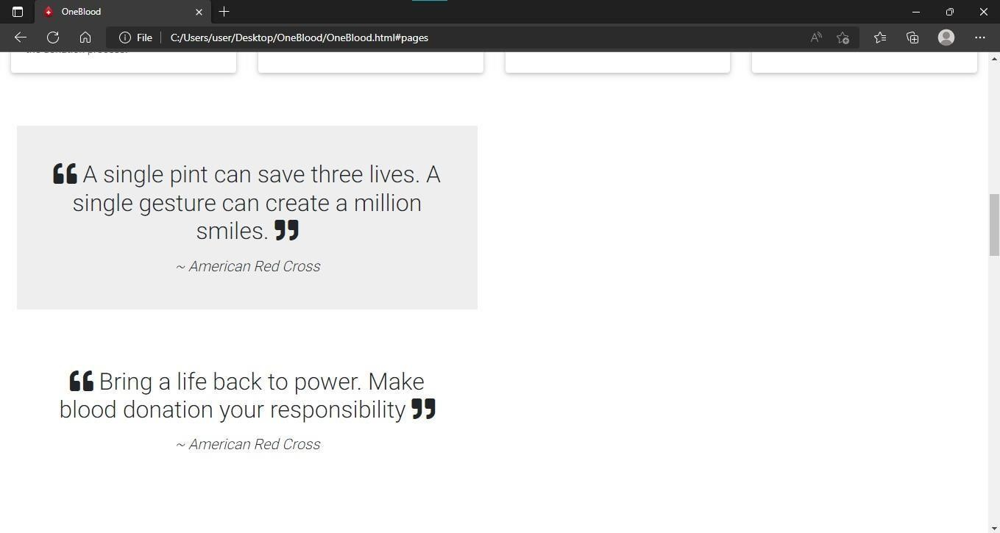 OneBlood
File C:/Users/user/Desktop/OneBlood/OneBlood.html#pages
“ A single pint can save three lives. A
single gesture can create a million
smiles. ”
~ American Red Cross
“ Bring a life back to power. Make
blood donation your responsibility ”
~ American Red Cross